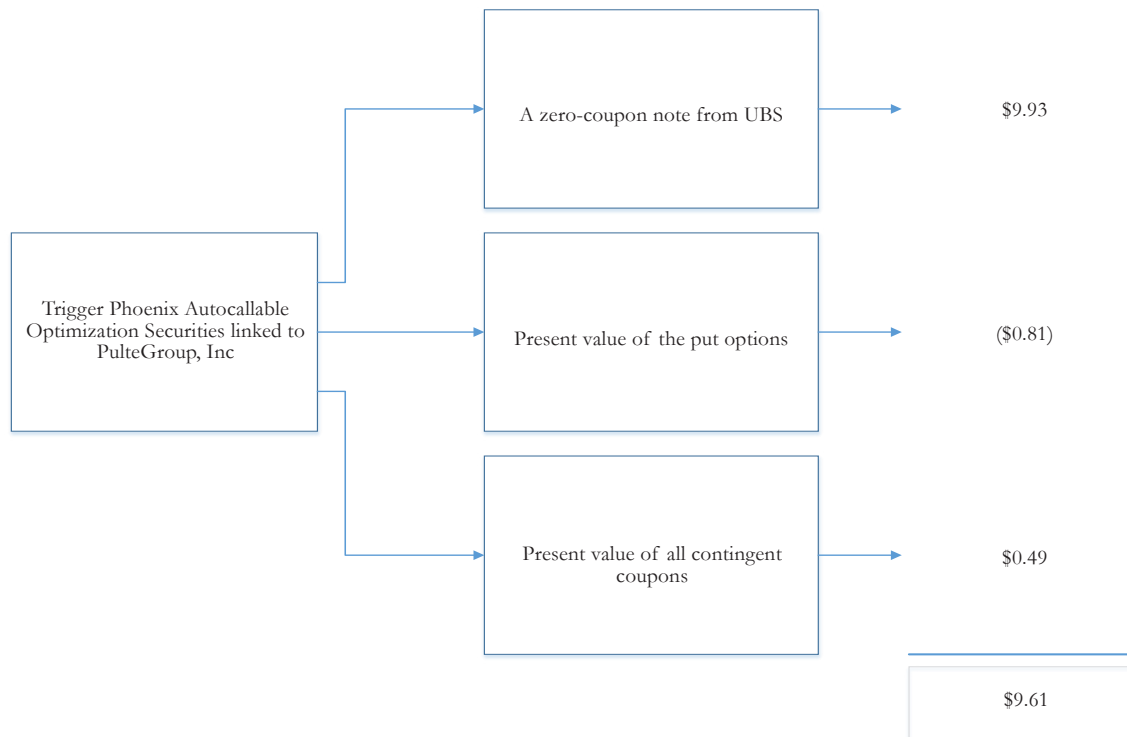 A zero-coupon note from UBS
$9.93
Trigger Phoenix Autocallable
Optimization Securities linked to
PulteGroup, Inc
Present value of the put options
($0.81)
Present value of all contingent
coupons
$0.49
$9.61